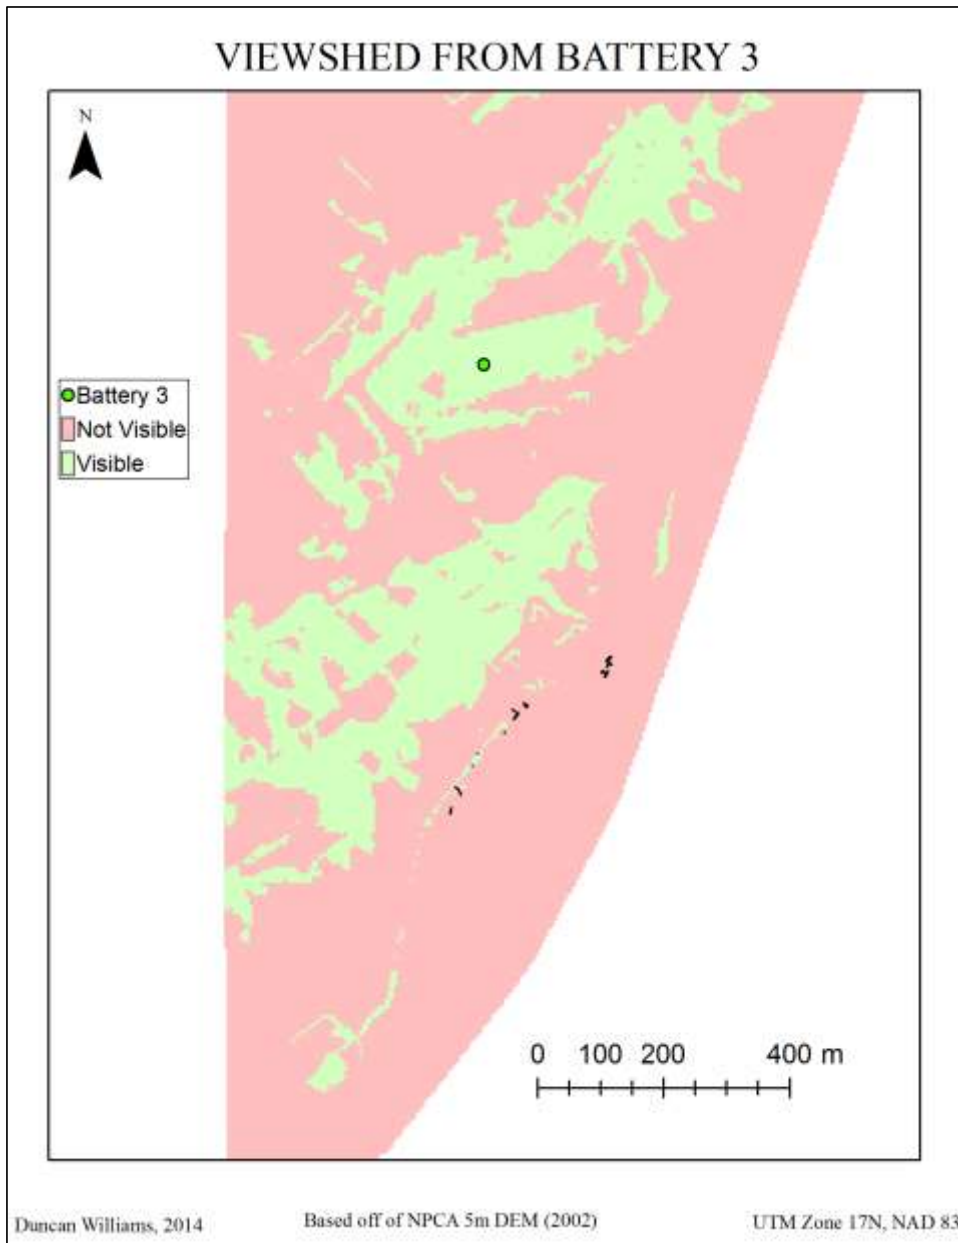 VIEWSHED FROM BATTERY 3
N
Battery 3
Not Visible
Visible
0 100 200 400 m
Duncan Williams, 2014 Based off of NPCA 5m DEM (2002) UTM Zone 17N, NAD 83